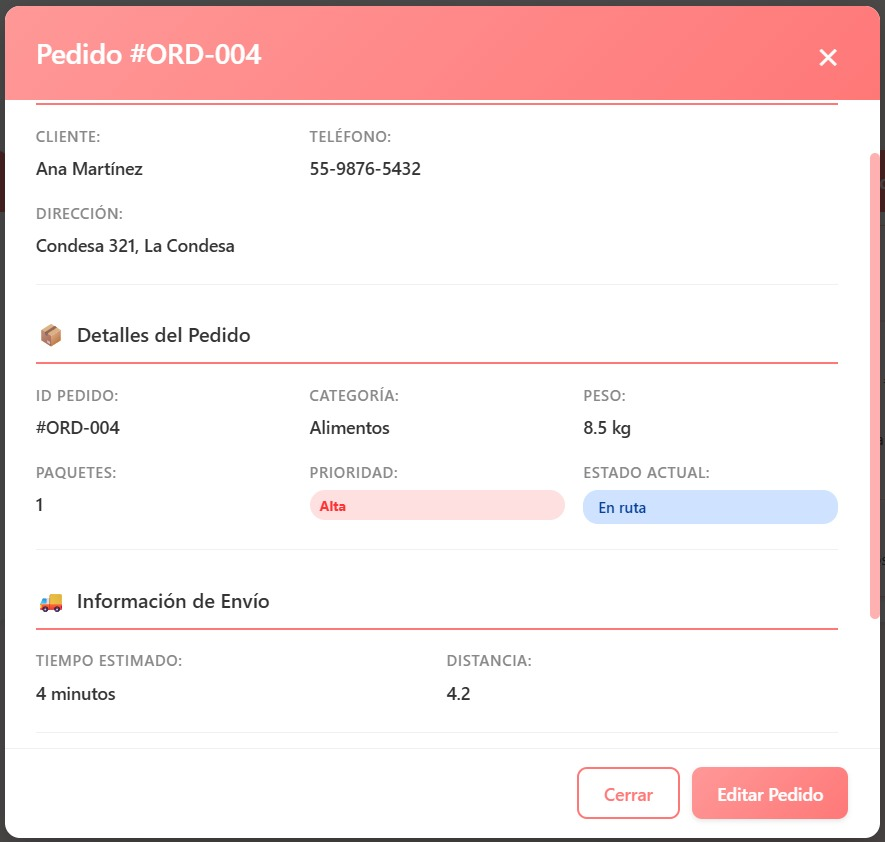 Pedido #ORD-004
CLIENTE: TELÉFONO:
Ana Martínez 55-9876-5432
DIRECCIÓN:
Condesa 321, La Condesa
Detalles del Pedido
ID PEDIDO: CATEGORÍA: PESO:
#ORD-004 Alimentos 8.5 kg
PAQUETES: PRIORIDAD: ESTADO ACTUAL:
1 Alta En ruta
Información de Envío
TIEMPO ESTIMADO: DISTANCIA:
4 minutos 4.2
Cerrar Editar Pedido